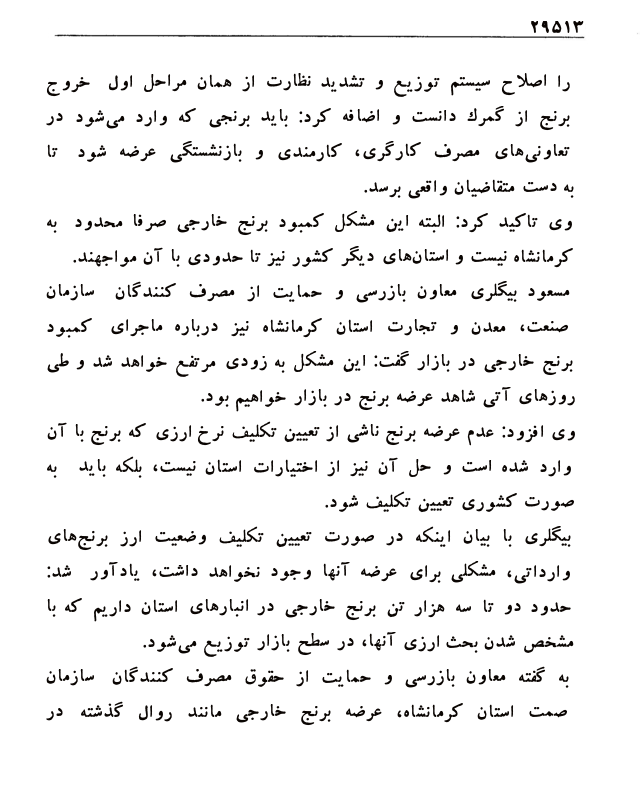 ۲۹۵۱۳
را اصلاح سیستم توزیع و تشدید نظارت از همان مراحل اول خروج
برنج از گمرك دانست و اضافه کرد: باید برنجی که وارد می‌شود در
تعاونی‌های مصرف کارگری، کارمندی و بازنشستگی عرضه شود تا
به دست متقاضیان واقعی برسد.
وی تاکید کرد: البته این مشکل کمبود برنج خارجی صرفا محدود به
کرمانشاه نیست و استان‌های دیگر کشور نیز تا حدودی با آن مواجهند.
مسعود بیگلری معاون بازرسی و حمایت از مصرف کنندگان سازمان
صنعت، معدن و تجارت استان کرمانشاه نیز درباره ماجرای کمبود
برنج خارجی در بازار گفت: این مشکل به زودی مرتفع خواهد شد و طی
روزهای آتی شاهد عرضه برنج در بازار خواهیم بود.
وی افزود: عدم عرضه برنج ناشی از تعیین تکلیف نرخ ارزی که برنج با آن
وارد شده است و حل آن نیز از اختیارات استان نیست، بلکه باید به
صورت کشوری تعیین تکلیف شود.
بیگلری با بیان اینکه در صورت تعیین تکلیف وضعیت ارز برنج‌های
وارداتی، مشکلی برای عرضه آنها وجود نخواهد داشت، یادآور شد:
حدود دو تا سه هزار تن برنج خارجی در انبارهای استان داریم که با
مشخص شدن بحث ارزی آنها، در سطح بازار توزیع می‌شود.
به گفته معاون بازرسی و حمایت از حقوق مصرف کنندگان سازمان
صمت استان کرمانشاه، عرضه برنج خارجی مانند روال گذشته در